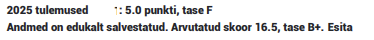 2025 tulemused : 5.0 punkti, tase F
Andmed on edukalt salvestatud. Arvutatud skoor 16.5, tase B+. Esita